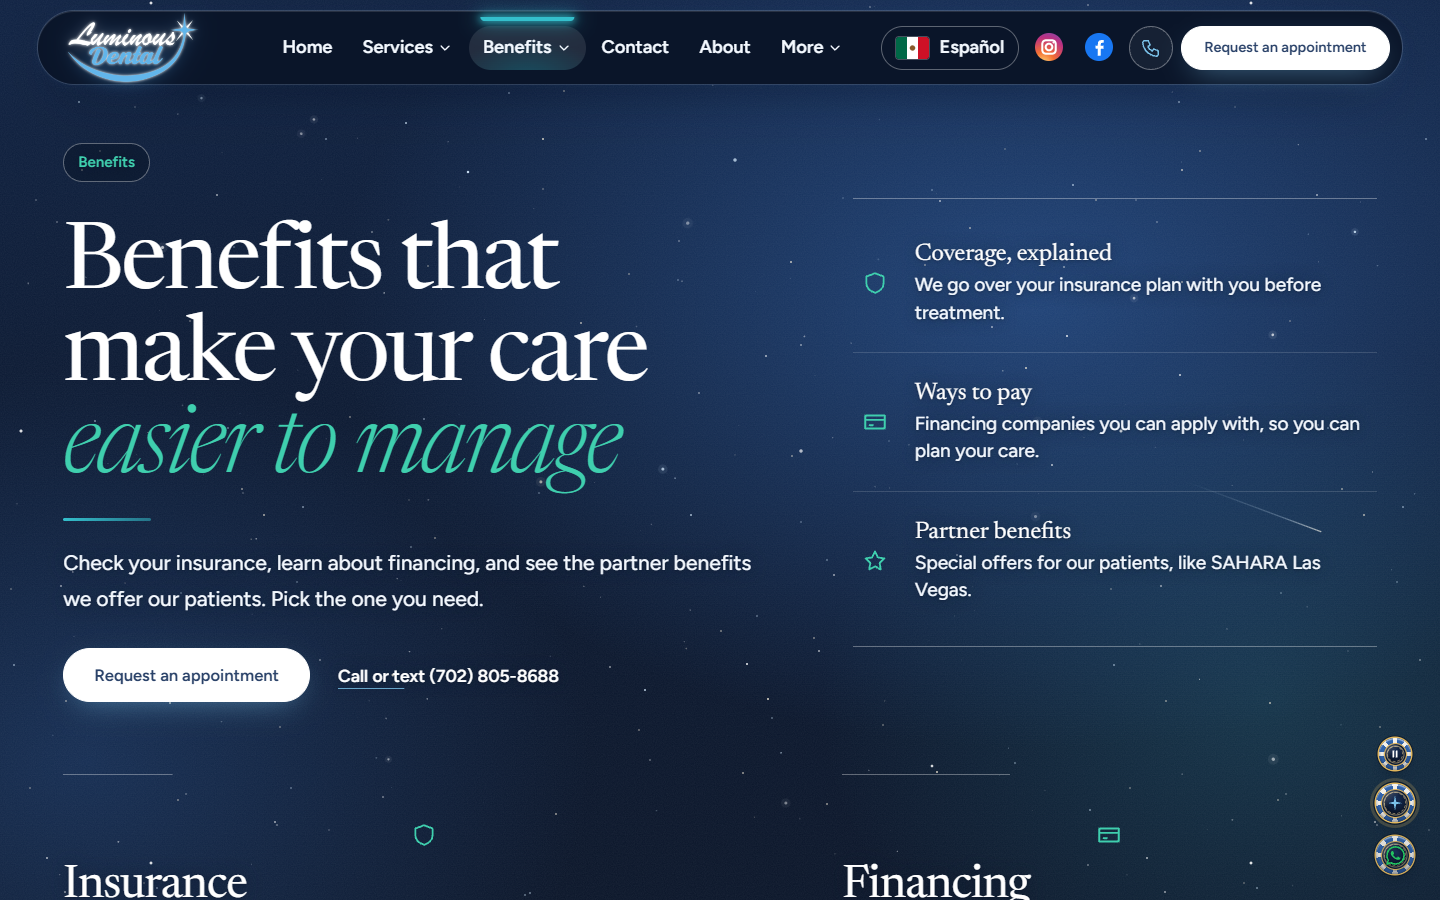 Luminous
Dental
Home
Services
Benefits
Contact
About
More
Español
Request an appointment
Benefits
Benefits that
make your care
easier to manage
Check your insurance, learn about financing, and see the partner benefits
we offer our patients. Pick the one you need.
Request an appointment
Call or text (702) 805-8688
Coverage, explained
We go over your insurance plan with you before
treatment.
Ways to pay
Financing companies you can apply with, so you can
plan your care.
Partner benefits
Special offers for our patients, like SAHARA Las
Vegas.
Insurance
Financing